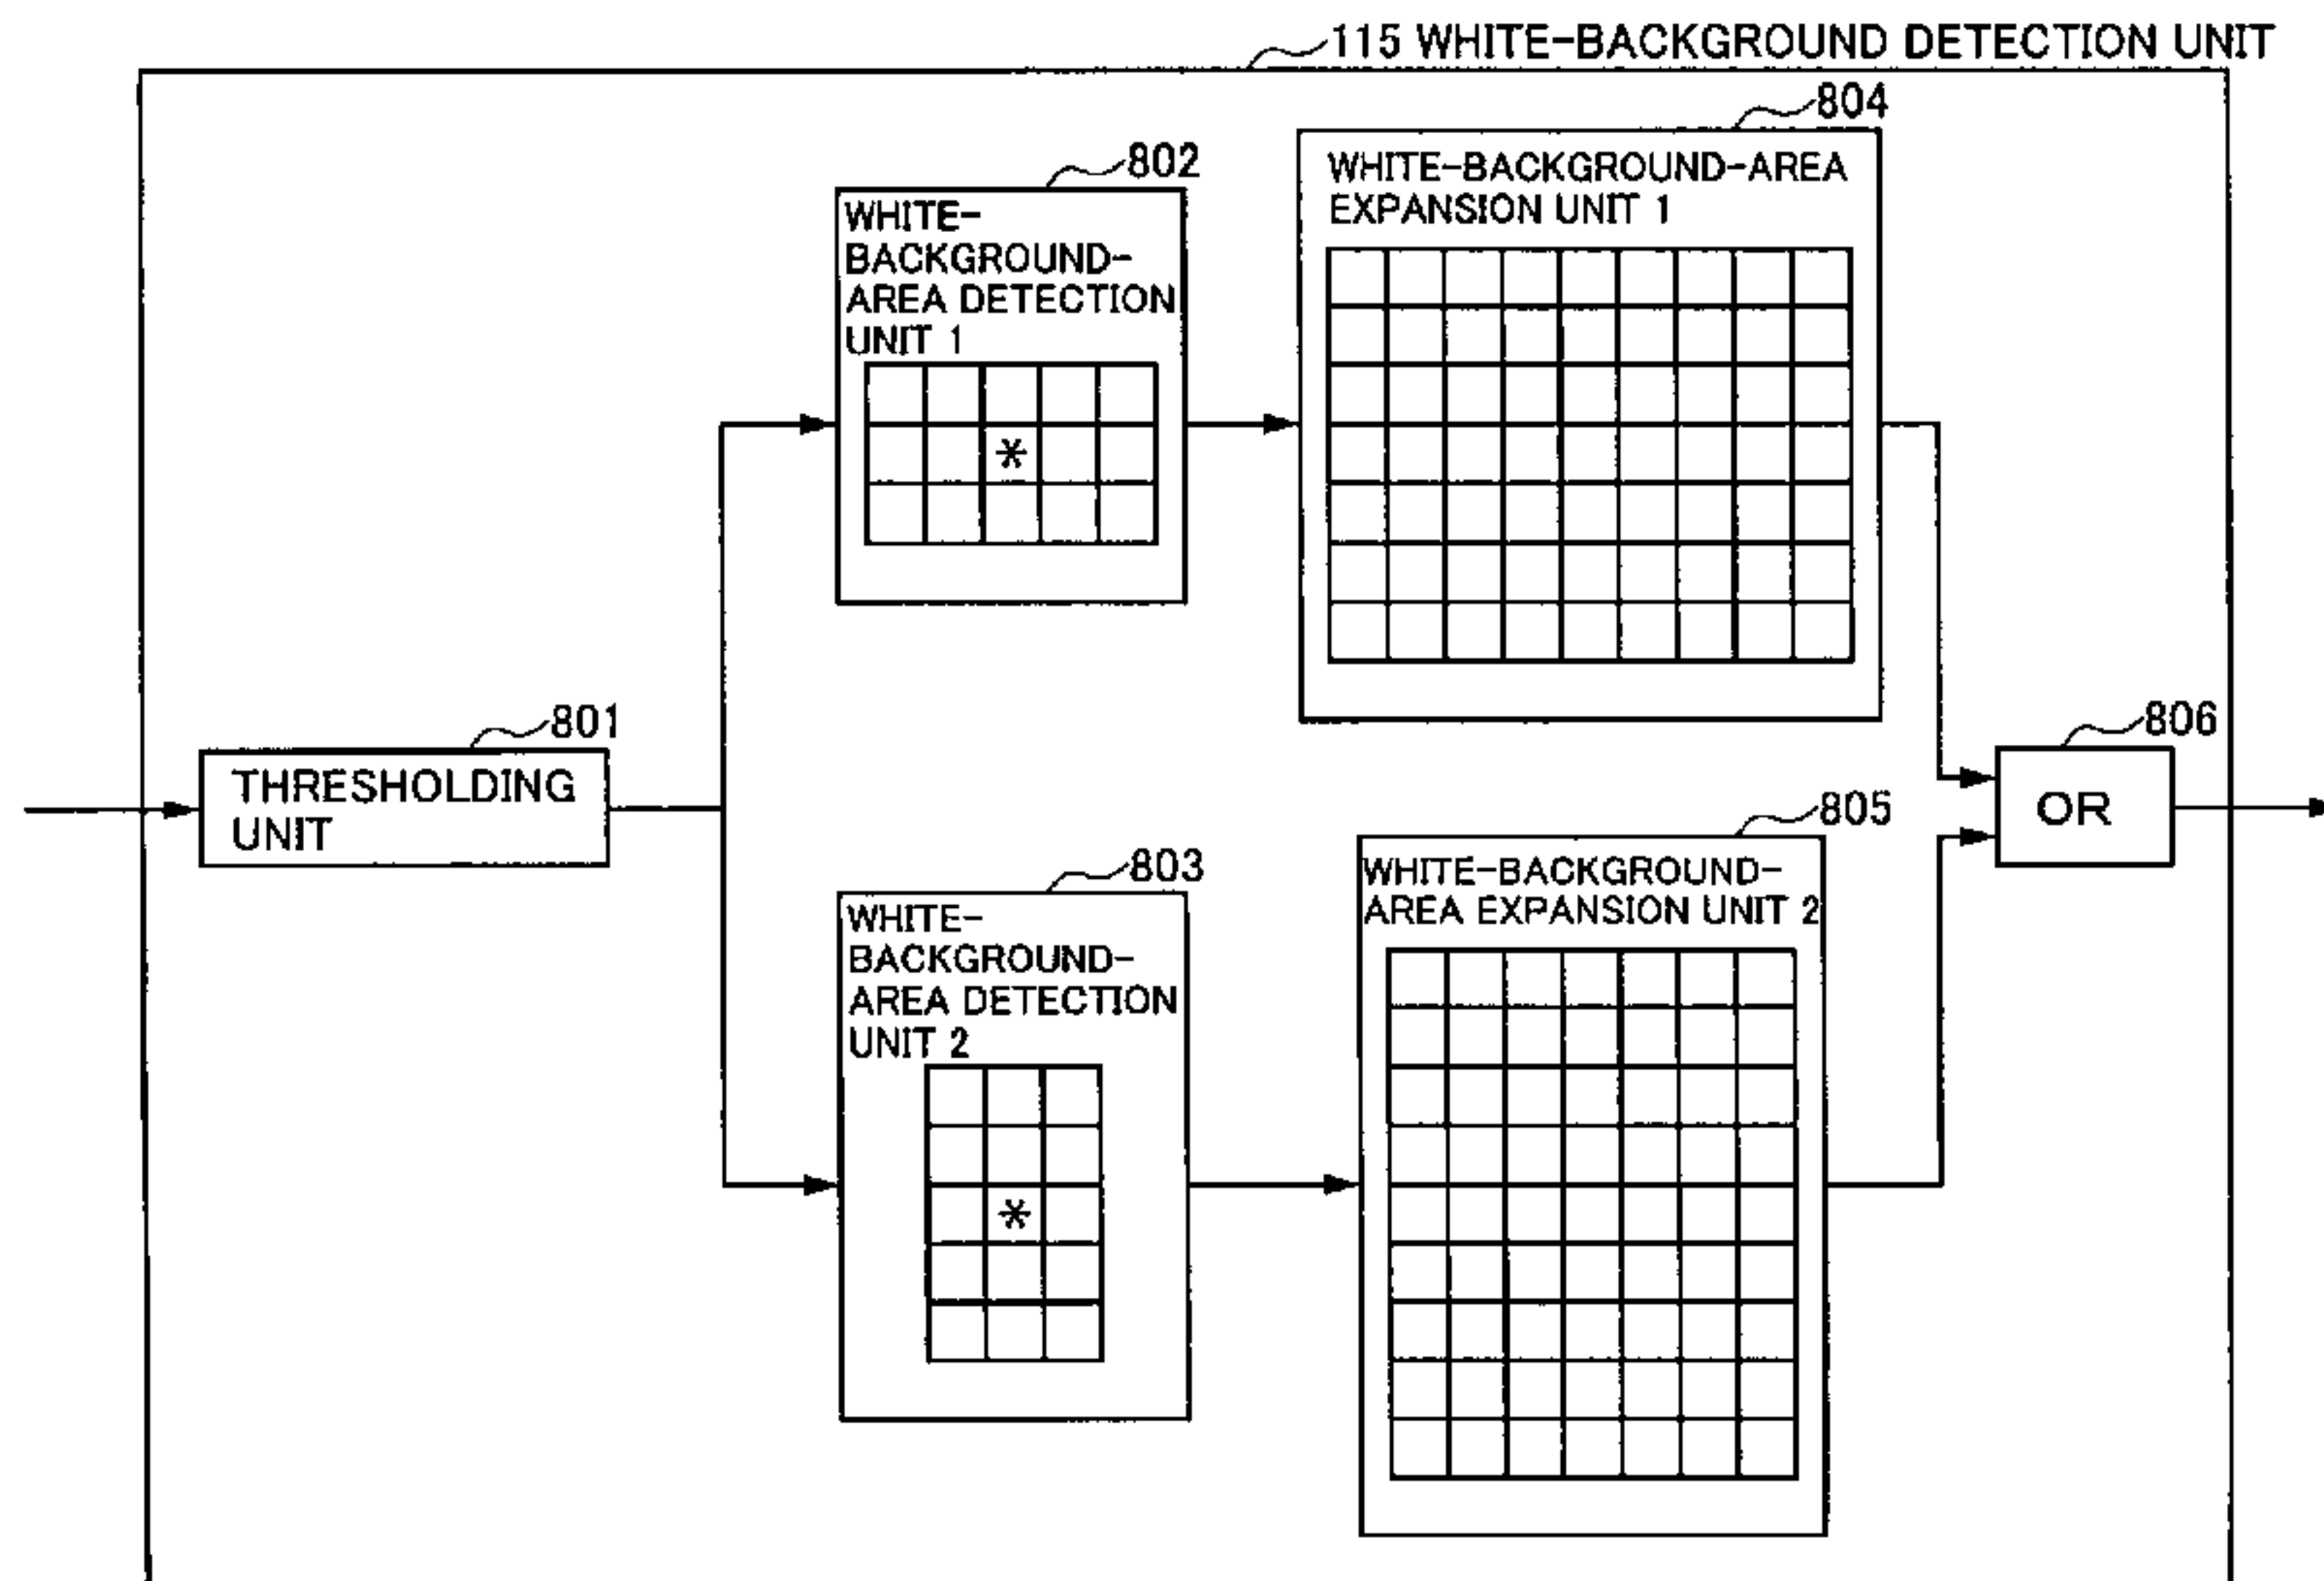 115 WHITE-BACKGROUND DETECTION UNIT
804
WHITE-BACKGROUND-AREA
EXPANSION UNIT 1
802
WHITE-
BACKGROUND-
AREA DETECTION
UNIT 1
*
801
THRESHOLDING
UNIT
806
OR
805
WHITE-BACKGROUND-
AREA EXPANSION UNIT 2
803
WHITE-
BACKGROUND-
AREA DETECTION
UNIT 2
*